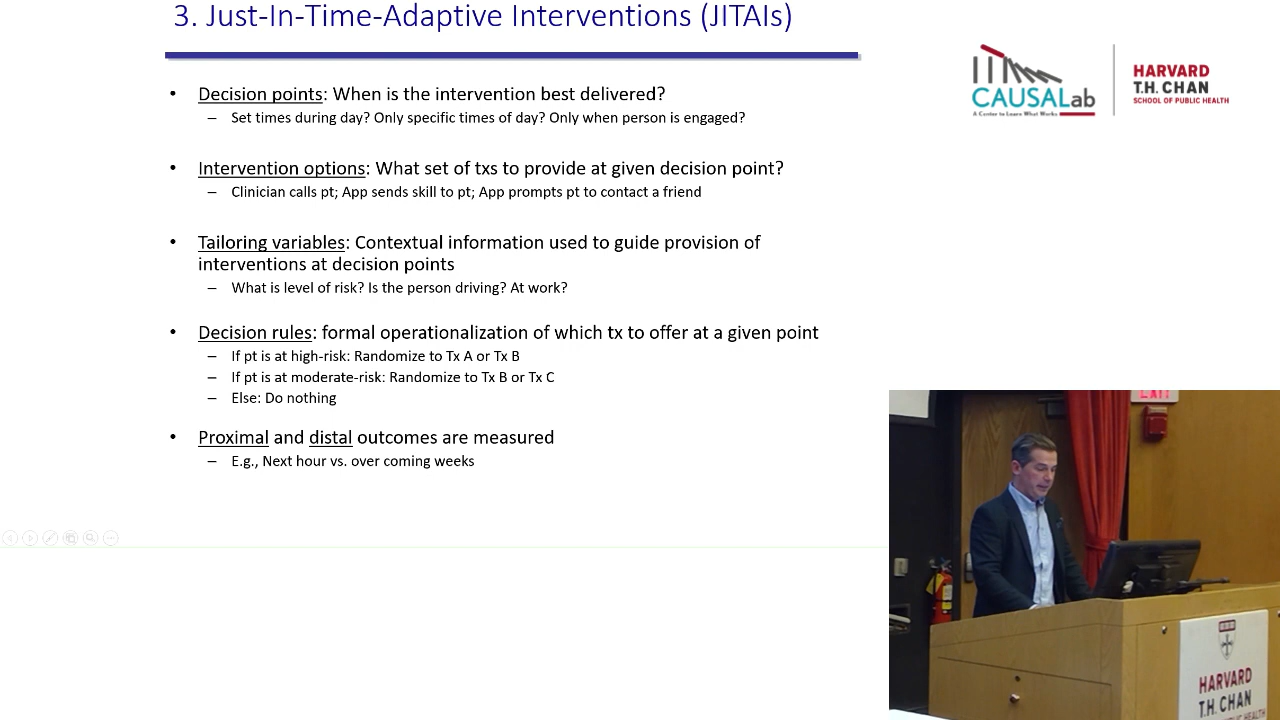 3. Just-In-Time-Adaptive Interventions (JITAIs)
• Decision points: When is the intervention best delivered?
– Set times during day? Only specific times of day? Only when person is engaged?
• Intervention options: What set of txs to provide at given decision point?
– Clinician calls pt; App sends skill to pt; App prompts pt to contact a friend
• Tailoring variables: Contextual information used to guide provision of
interventions at decision points
– What is level of risk? Is the person driving? At work?
• Decision rules: formal operationalization of which tx to offer at a given point
– If pt is at high-risk: Randomize to Tx A or Tx B
– If pt is at moderate-risk: Randomize to Tx B or Tx C
– Else: Do nothing
• Proximal and distal outcomes are measured
– E.g., Next hour vs. over coming weeks
CAUSALab
A Center to Learn What Works
HARVARD
T.H. CHAN
SCHOOL OF PUBLIC HEALTH
EXIT
HARVARD
T.H. CHAN